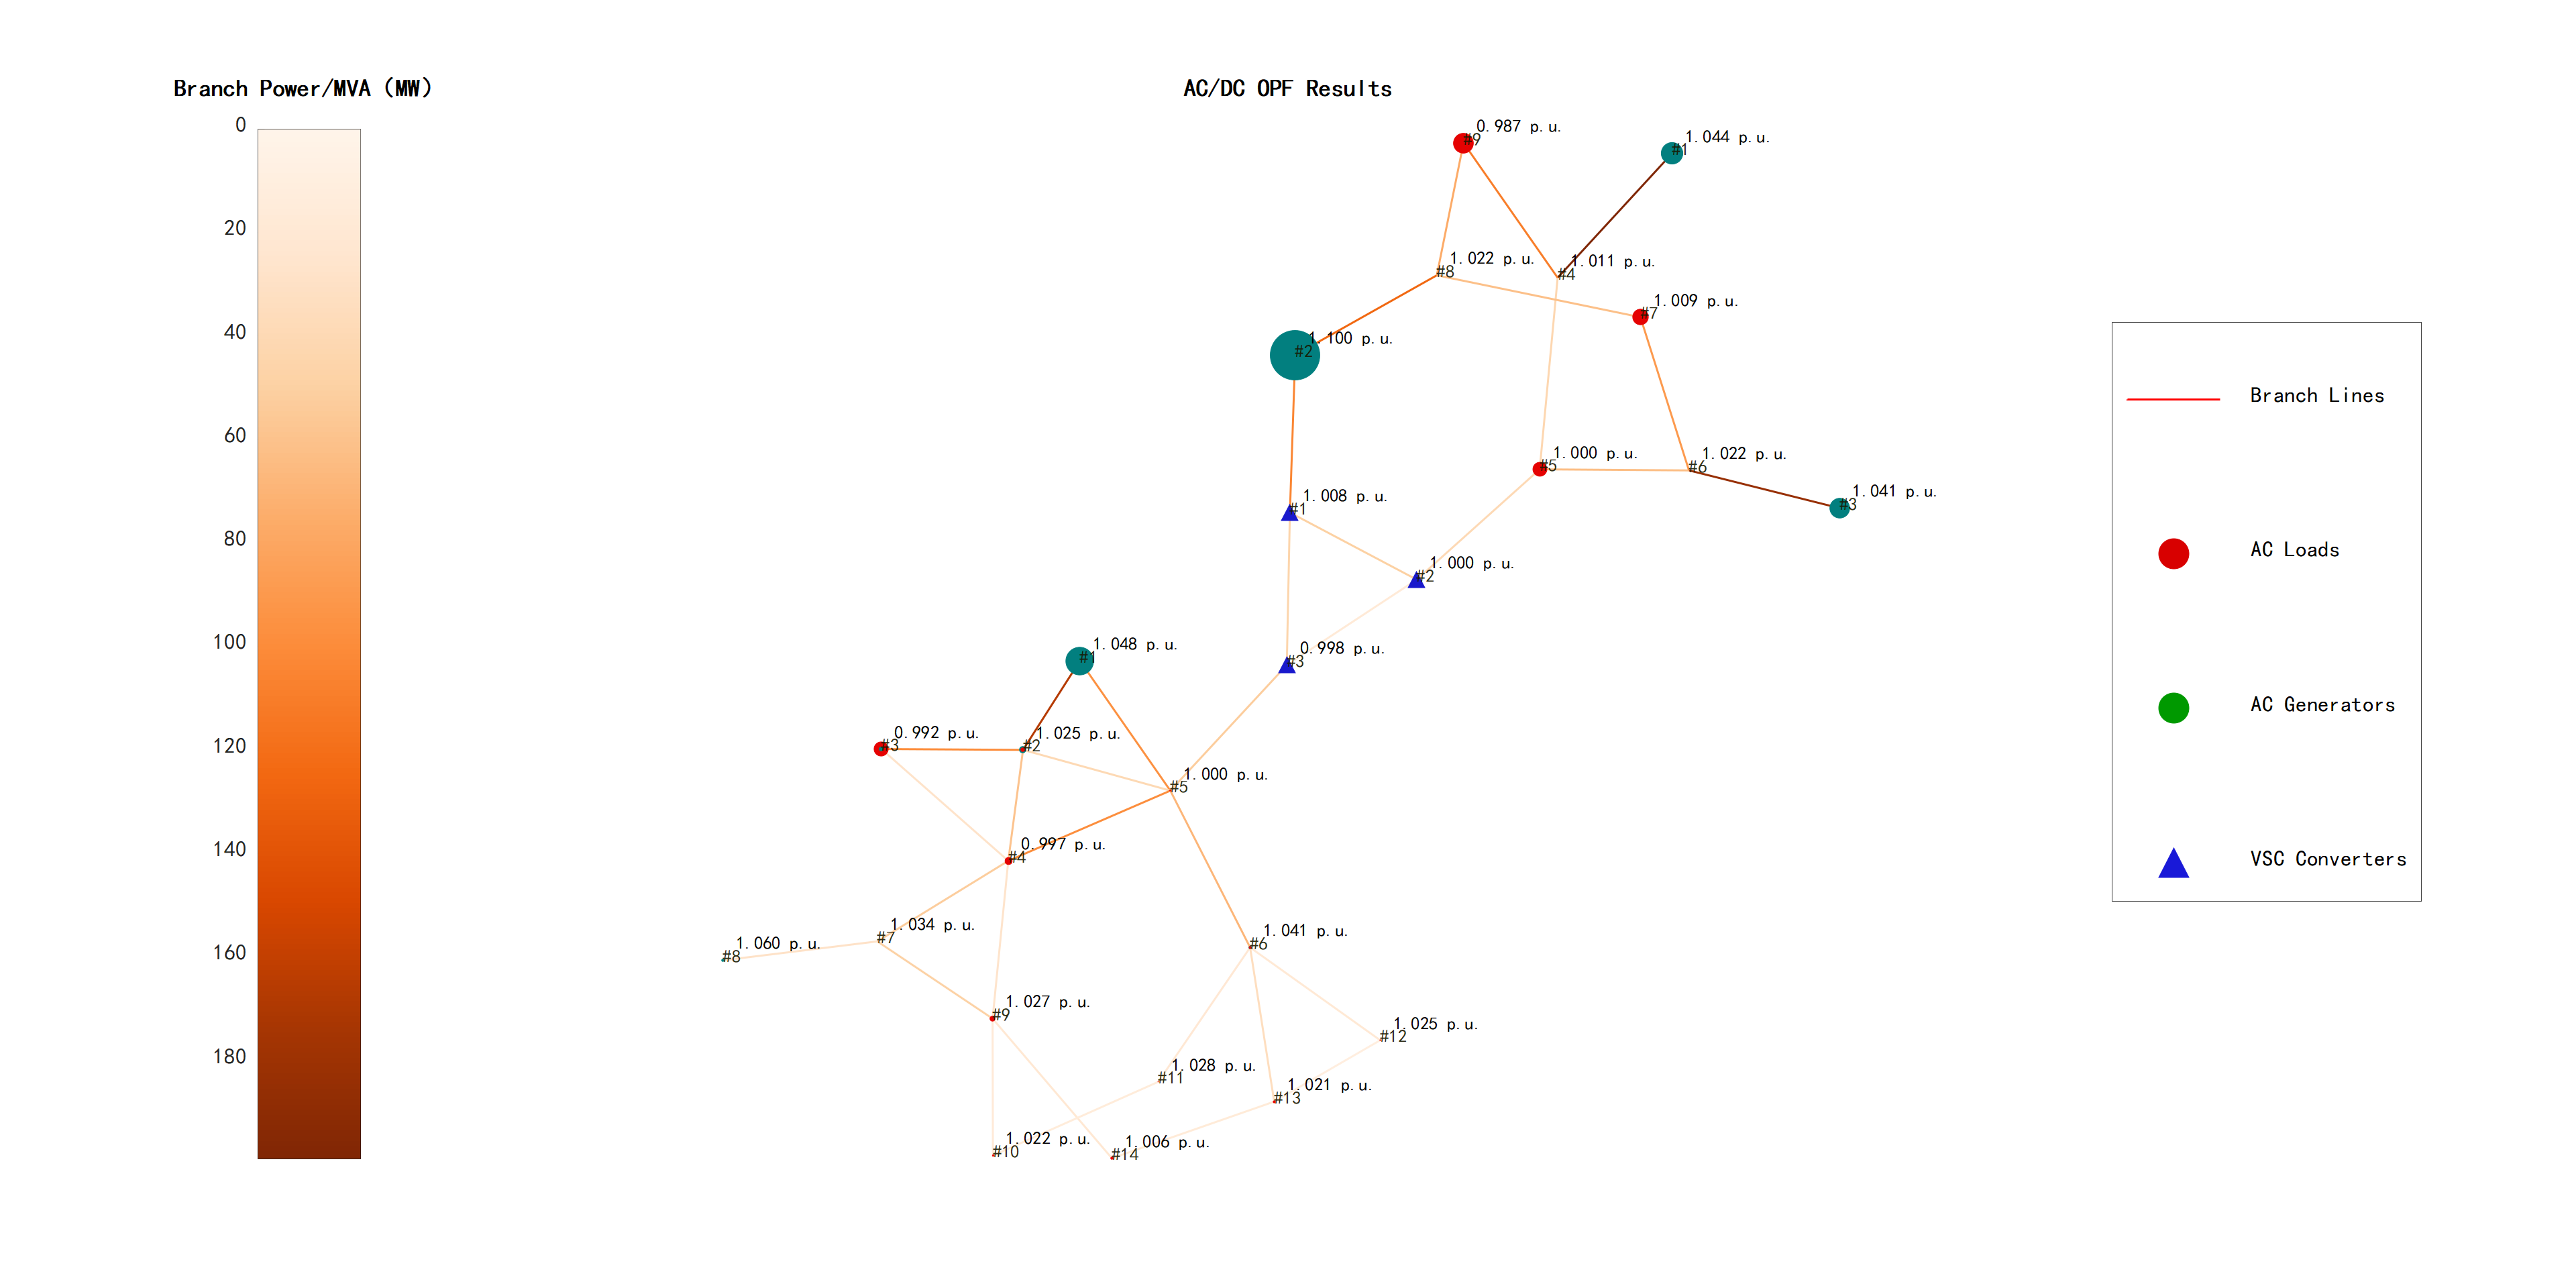 Branch Power/MVA (MW)
0
20
40
60
80
100
120
140
160
180
AC/DC OPF Results
0.987 p.u.
#9
1.044 p.u.
#1
1.022 p.u.
#8
1.011 p.u.
#4
1.009 p.u.
#7
1.100 p.u.
#2
1.000 p.u.
#5
1.022 p.u.
#6
1.041 p.u.
#3
1.008 p.u.
#1
1.000 p.u.
#2
0.998 p.u.
#3
1.048 p.u.
#1
0.992 p.u.
#3
1.025 p.u.
#2
1.000 p.u.
#5
0.997 p.u.
#4
1.034 p.u.
#7
1.060 p.u.
#8
1.041 p.u.
#6
1.027 p.u.
#9
1.025 p.u.
#12
1.028 p.u.
#11
1.021 p.u.
#13
1.022 p.u.
#10
1.006 p.u.
#14
Branch Lines
AC Loads
AC Generators
VSC Converters